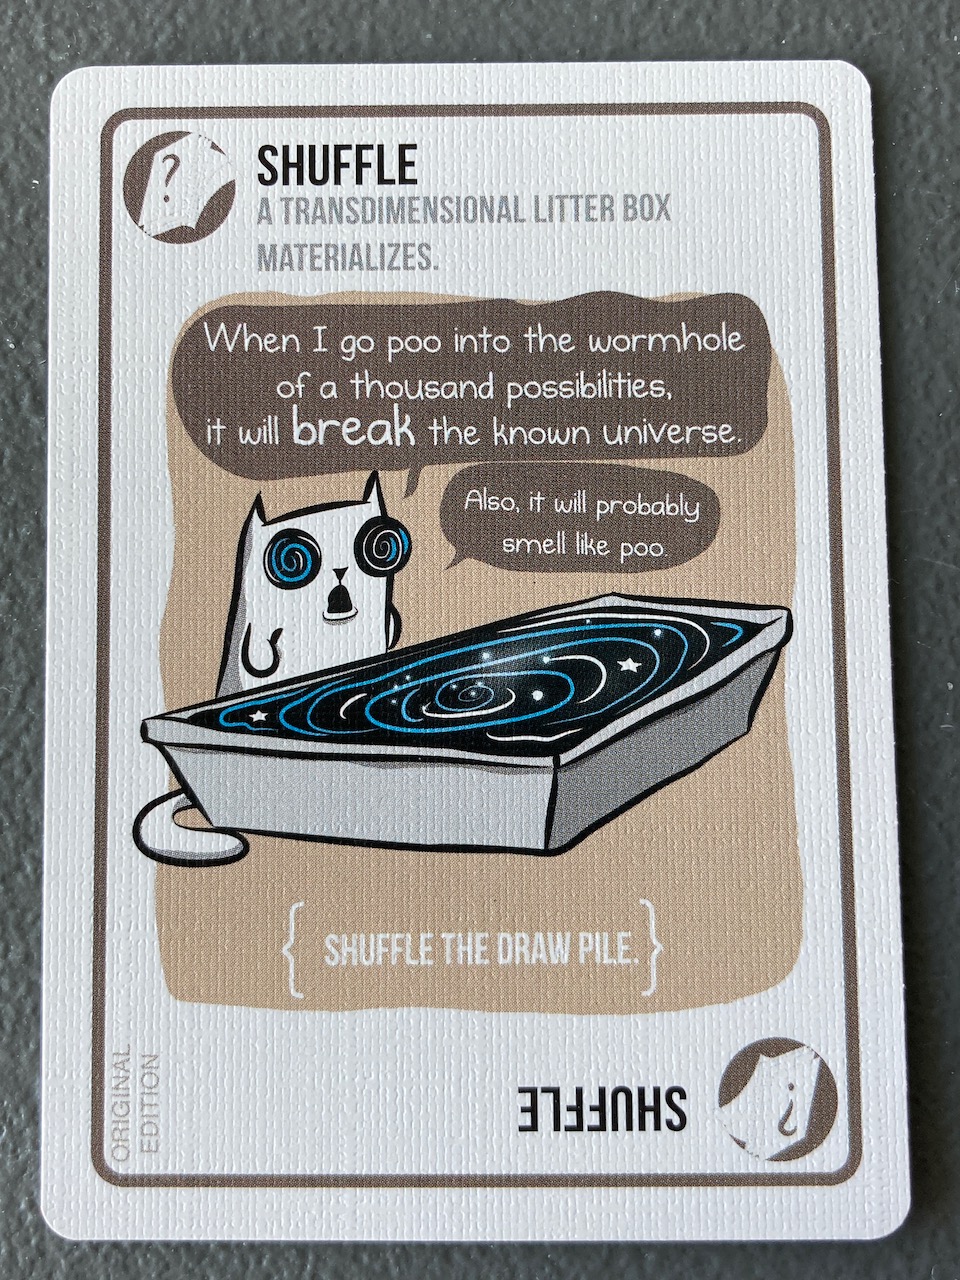 ?
SHUFFLE
A TRANSDIMENSIONAL LITTER BOX
MATERIALIZES.
When I go poo into the wormhole
of a thousand possibilities,
it will break the known universe.
Also, it will probably
smell like poo.
{ SHUFFLE THE DRAW PILE. }
ORIGINAL
EDITION
SHUFFLE
?